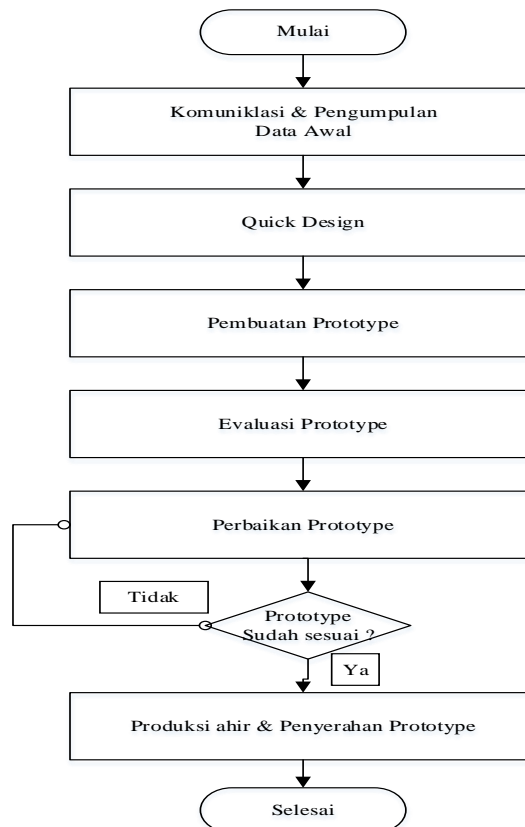 Mulai
Komuniklasi & Pengumpulan
Data Awal
Quick Design
Pembuatan Prototype
Evaluasi Prototype
Perbaikan Prototype
Tidak
Prototype
Sudah sesuai ?
Ya
Produksi ahir & Penyerahan Prototype
Selesai